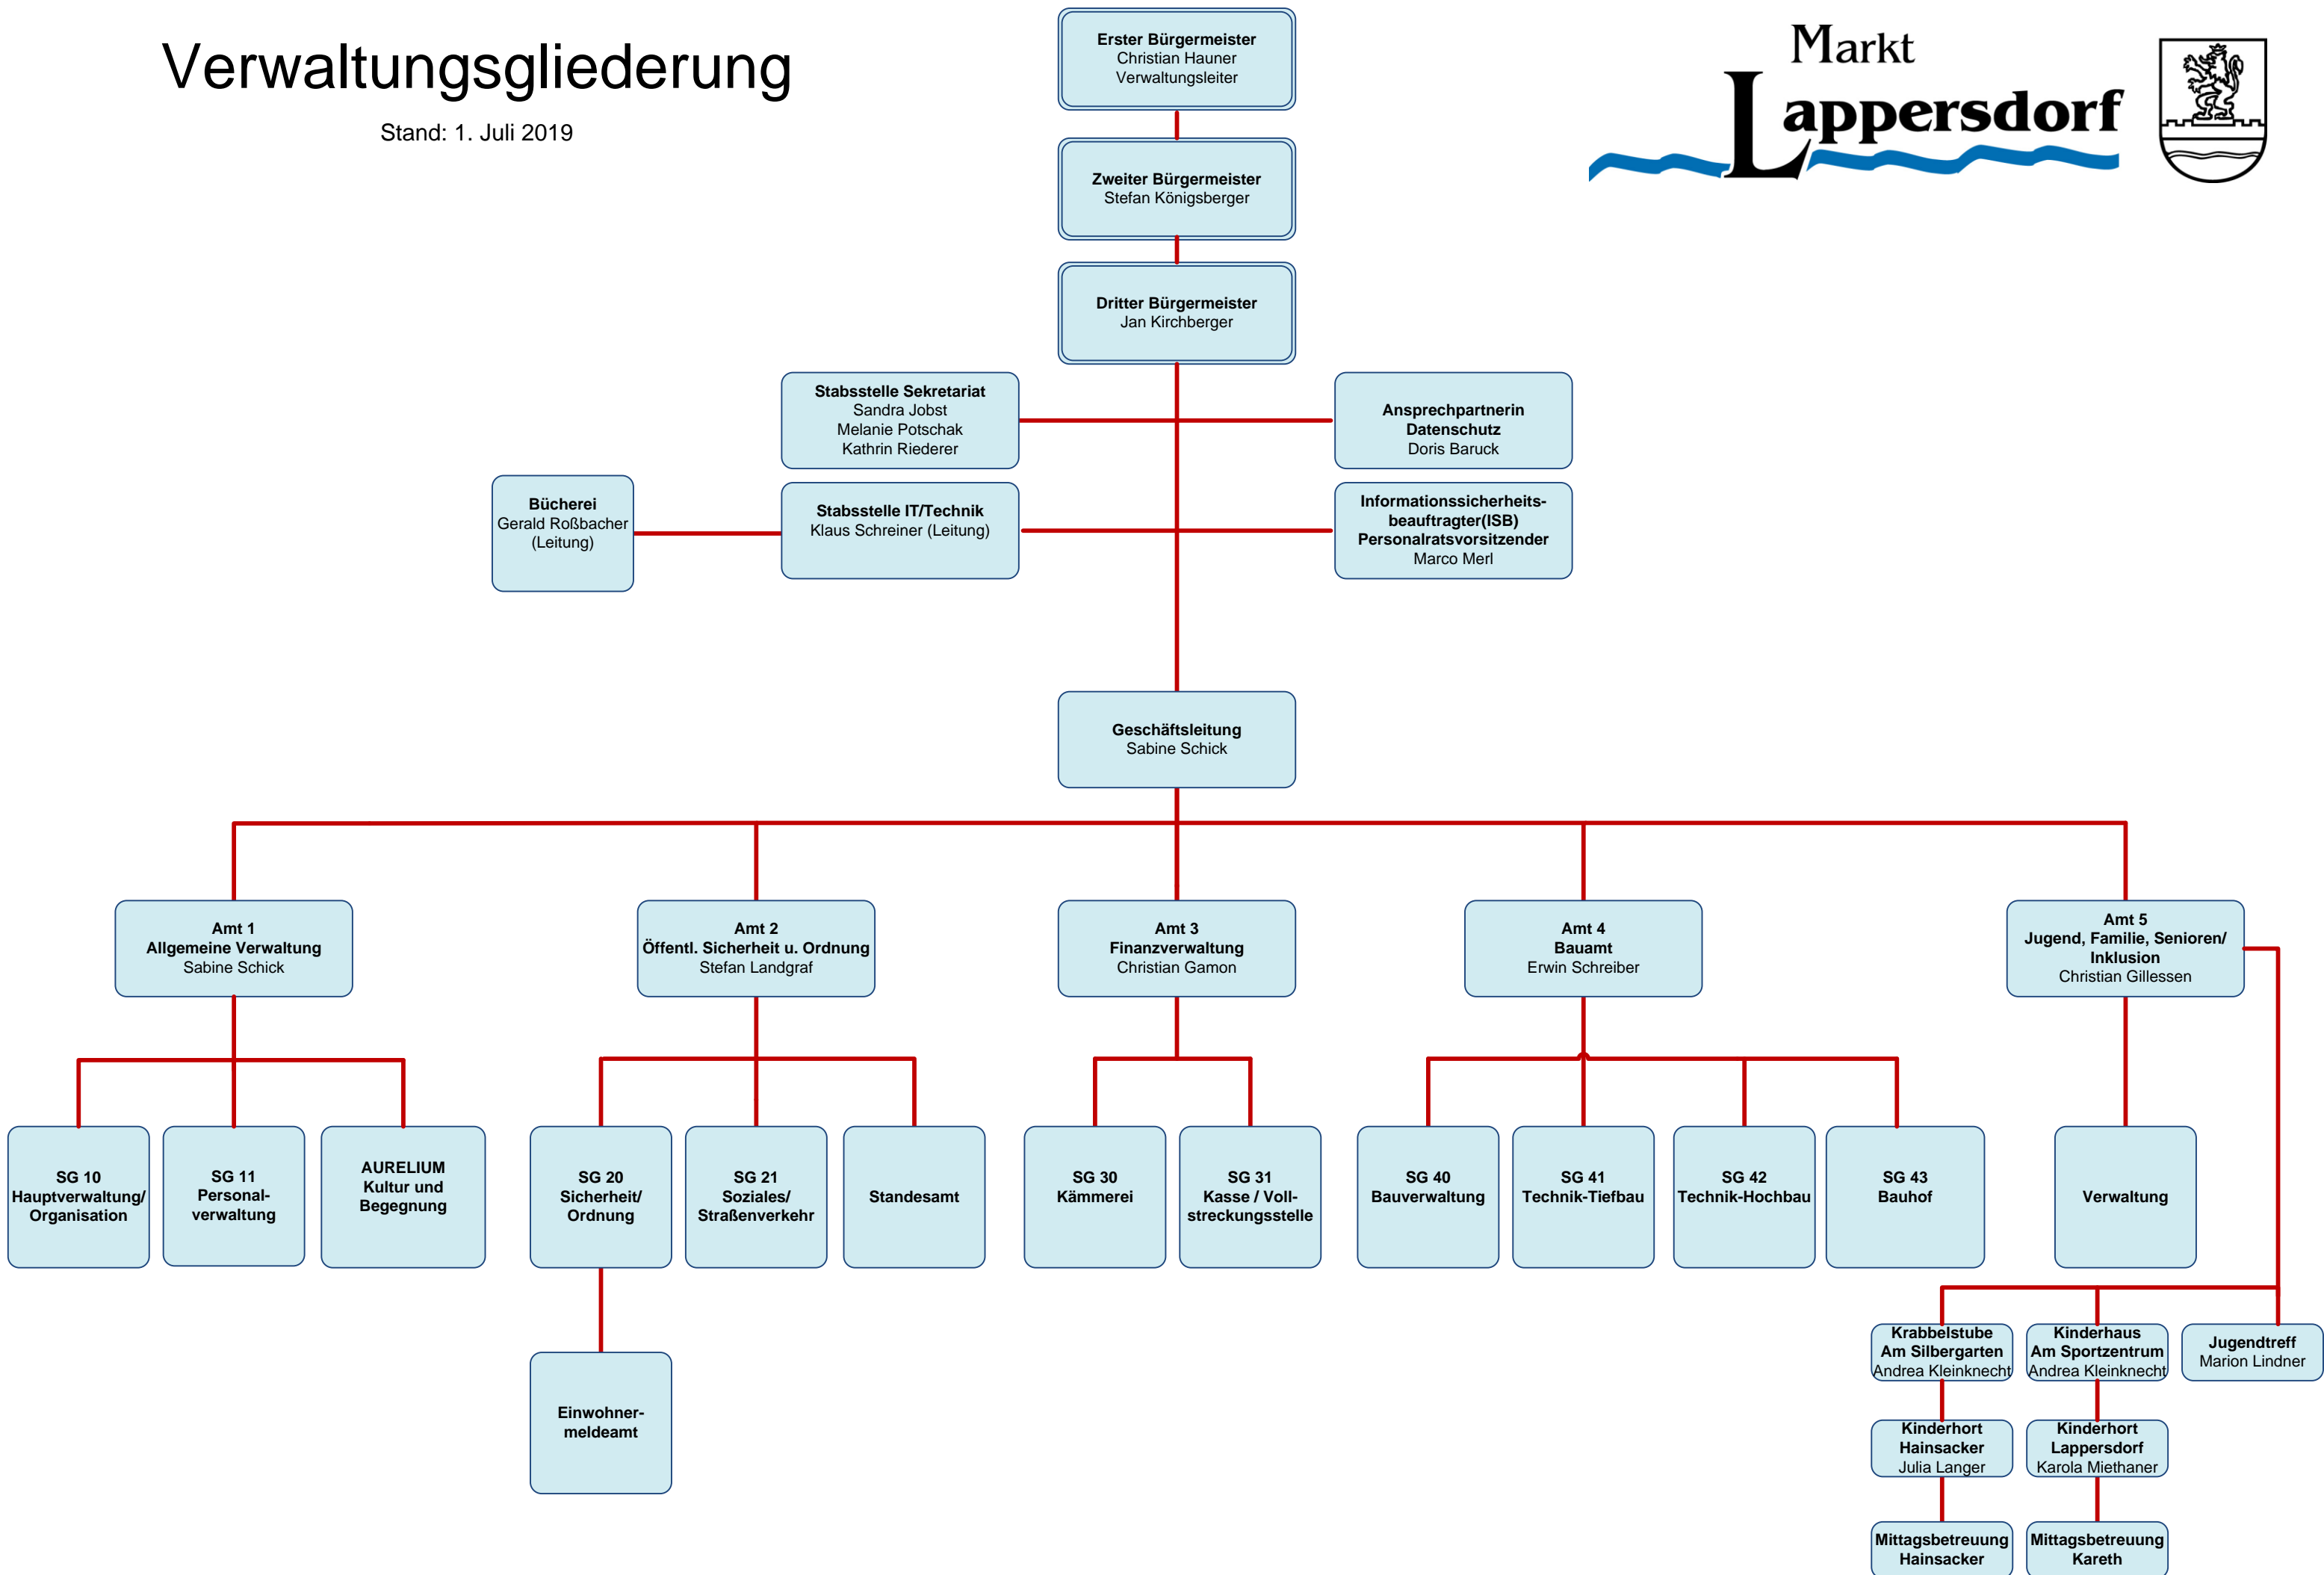 Verwaltungsgliederung
Stand: 1. Juli 2019
Markt
Lappersdorf
Erster Bürgermeister
Christian Hauner
Verwaltungsleiter
Zweiter Bürgermeister
Stefan Königsberger
Dritter Bürgermeister
Jan Kirchberger
Stabsstelle Sekretariat
Sandra Jobst
Melanie Potschak
Kathrin Riederer
Ansprechpartnerin
Datenschutz
Doris Baruck
Bücherei
Gerald Roßbacher
(Leitung)
Stabsstelle IT/Technik
Klaus Schreiner (Leitung)
Informationssicherheits-
beauftragter(ISB)
Personalratsvorsitzender
Marco Merl
Geschäftsleitung
Sabine Schick
Amt 1
Allgemeine Verwaltung
Sabine Schick
Amt 2
Öffentl. Sicherheit u. Ordnung
Stefan Landgraf
Amt 3
Finanzverwaltung
Christian Gamon
Amt 4
Bauamt
Erwin Schreiber
Amt 5
Jugend, Familie, Senioren/
Inklusion
Christian Gillessen
SG 10
Hauptverwaltung/
Organisation
SG 11
Personal-
verwaltung
AURELIUM
Kultur und
Begegnung
SG 20
Sicherheit/
Ordnung
SG 21
Soziales/
Straßenverkehr
Standesamt
SG 30
Kämmerei
SG 31
Kasse / Voll-
streckungsstelle
SG 40
Bauverwaltung
SG 41
Technik-Tiefbau
SG 42
Technik-Hochbau
SG 43
Bauhof
Verwaltung
Einwohner-
meldeamt
Krabbelstube
Am Silbergarten
Andrea Kleinknecht
Kinderhaus
Am Sportzentrum
Andrea Kleinknecht
Jugendtreff
Marion Lindner
Kinderhort
Hainsacker
Julia Langer
Kinderhort
Lappersdorf
Karola Miethaner
Mittagsbetreuung
Hainsacker
Mittagsbetreuung
Kareth